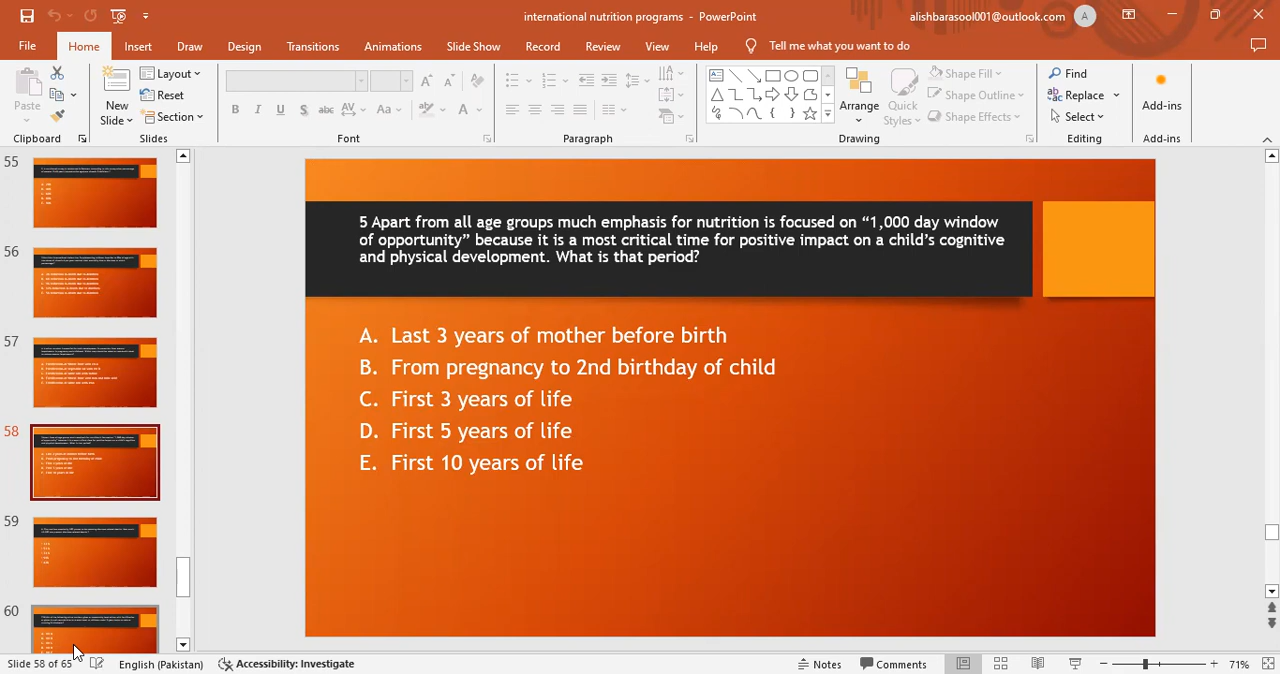 international nutrition programs - PowerPoint
alishbarasool001@outlook.com
A
File
Home
Insert
Draw
Design
Transitions
Animations
Slide Show
Record
Review
View
Help
Tell me what you want to do
Paste
New
Slide
Layout
Reset
Section
B
I
U
S
abc
AV
Aa
A
Arrange
Quick
Styles
Shape Fill
Shape Outline
Shape Effects
Find
Replace
Select
Add-ins
Clipboard
Slides
Font
Paragraph
Drawing
Editing
Add-ins
55
56
57
58
59
60
5 Apart from all age groups much emphasis for nutrition is focused on “1,000 day window
of opportunity” because it is a most critical time for positive impact on a child’s cognitive
and physical development. What is that period?
A. Last 3 years of mother before birth
B. From pregnancy to 2nd birthday of child
C. First 3 years of life
D. First 5 years of life
E. First 10 years of life
Slide 58 of 65
English (Pakistan)
Accessibility: Investigate
Notes
Comments
71%